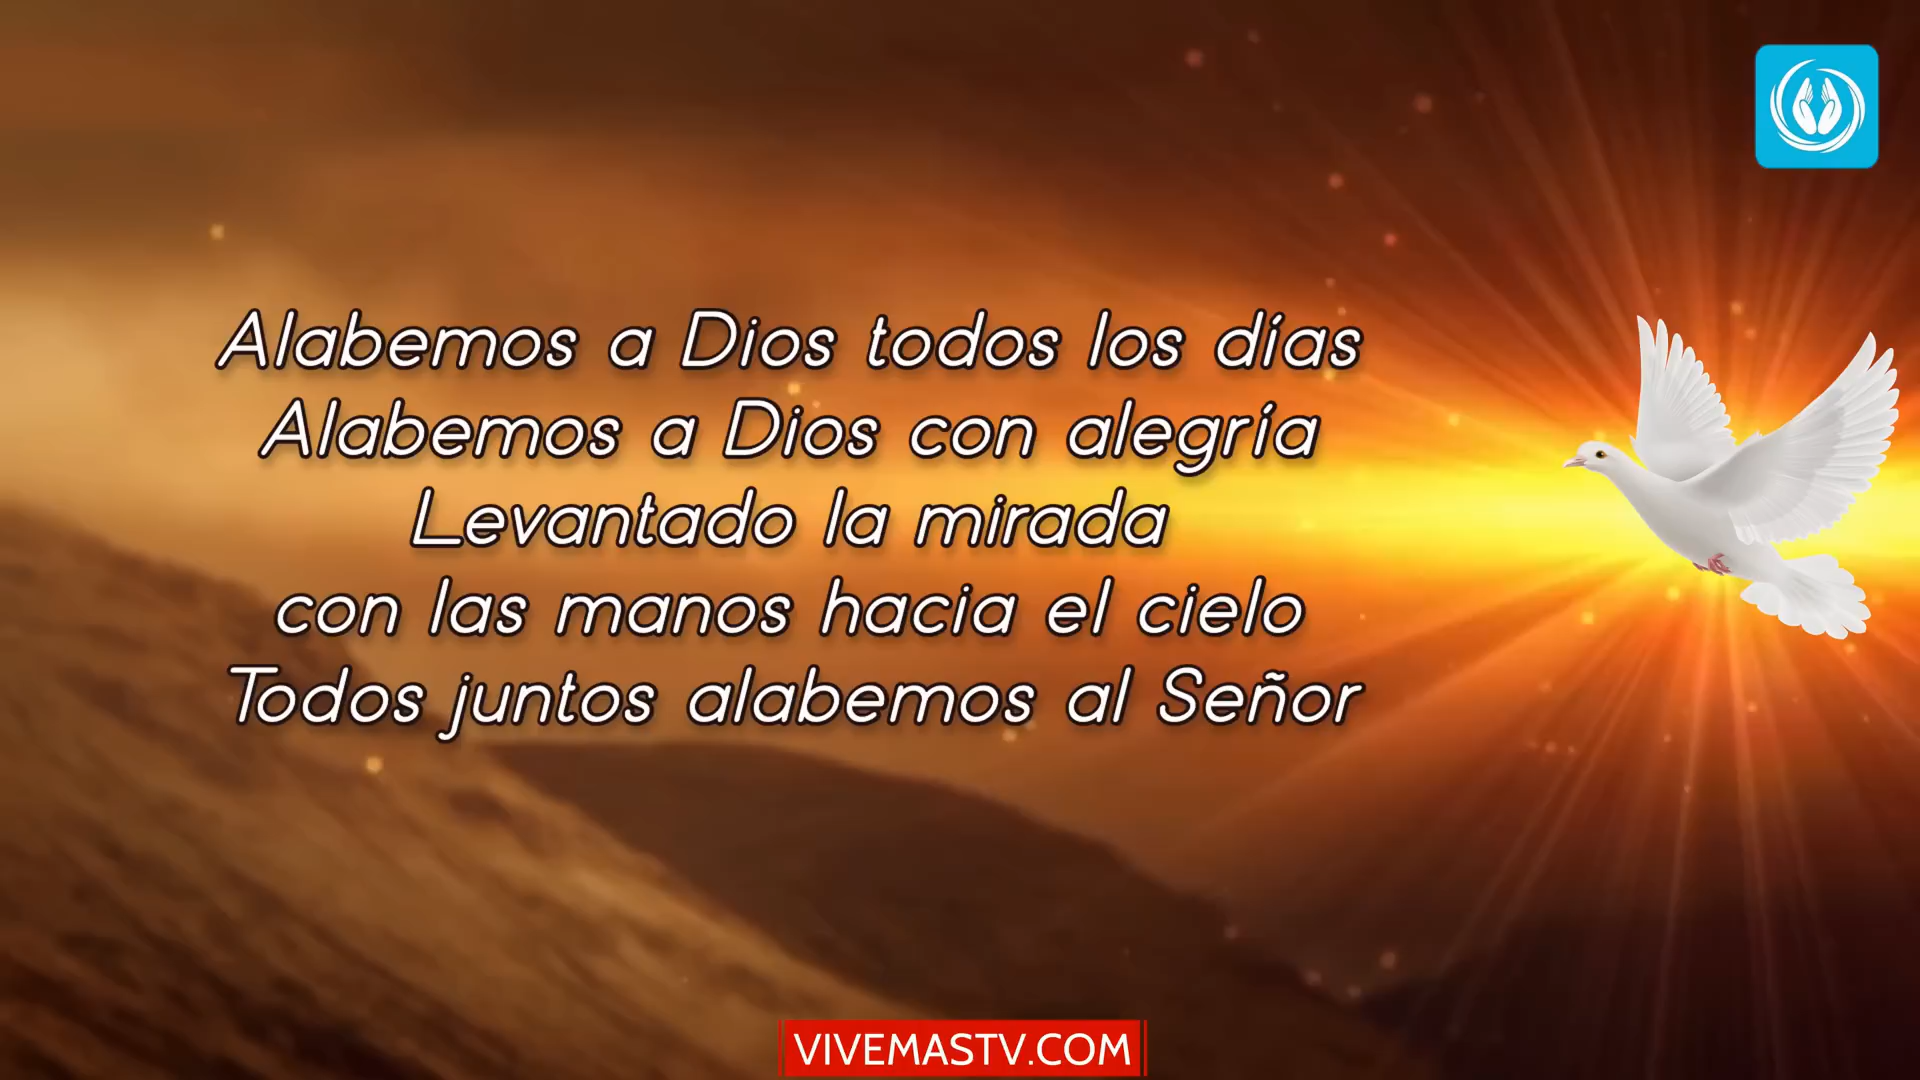 Alabemos a Dios todos los días
Alabemos a Dios con alegría
Levantado la mirada
con las manos hacia el cielo
Todos juntos alabemos al Señor
VIVEMASTV.COM